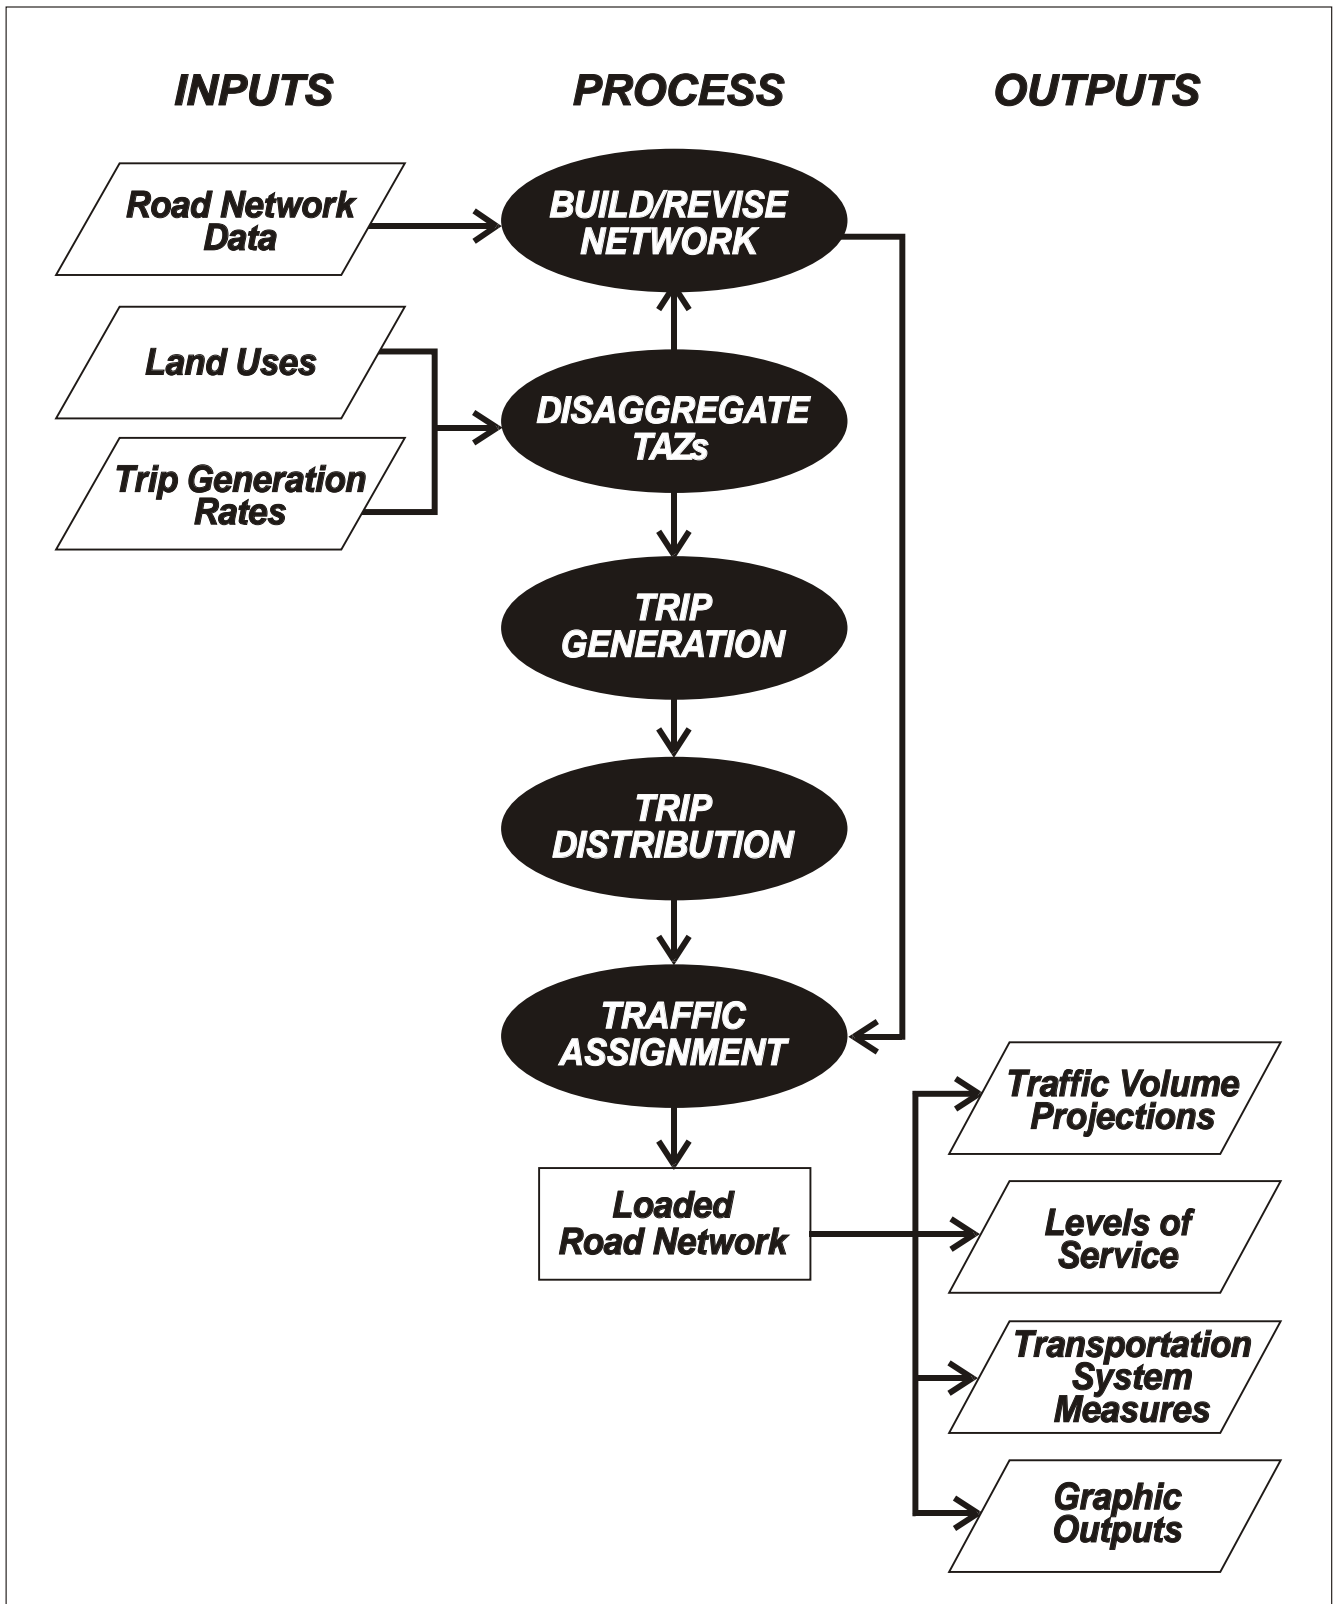 INPUTS
PROCESS
OUTPUTS
Road Network
Data
BUILD/REVISE
NETWORK
Land Uses
DISAGGREGATE
TAZs
Trip Generation
Rates
TRIP
GENERATION
TRIP
DISTRIBUTION
TRAFFIC
ASSIGNMENT
Loaded
Road Network
Traffic Volume
Projections
Levels of
Service
Transportation
System
Measures
Graphic
Outputs